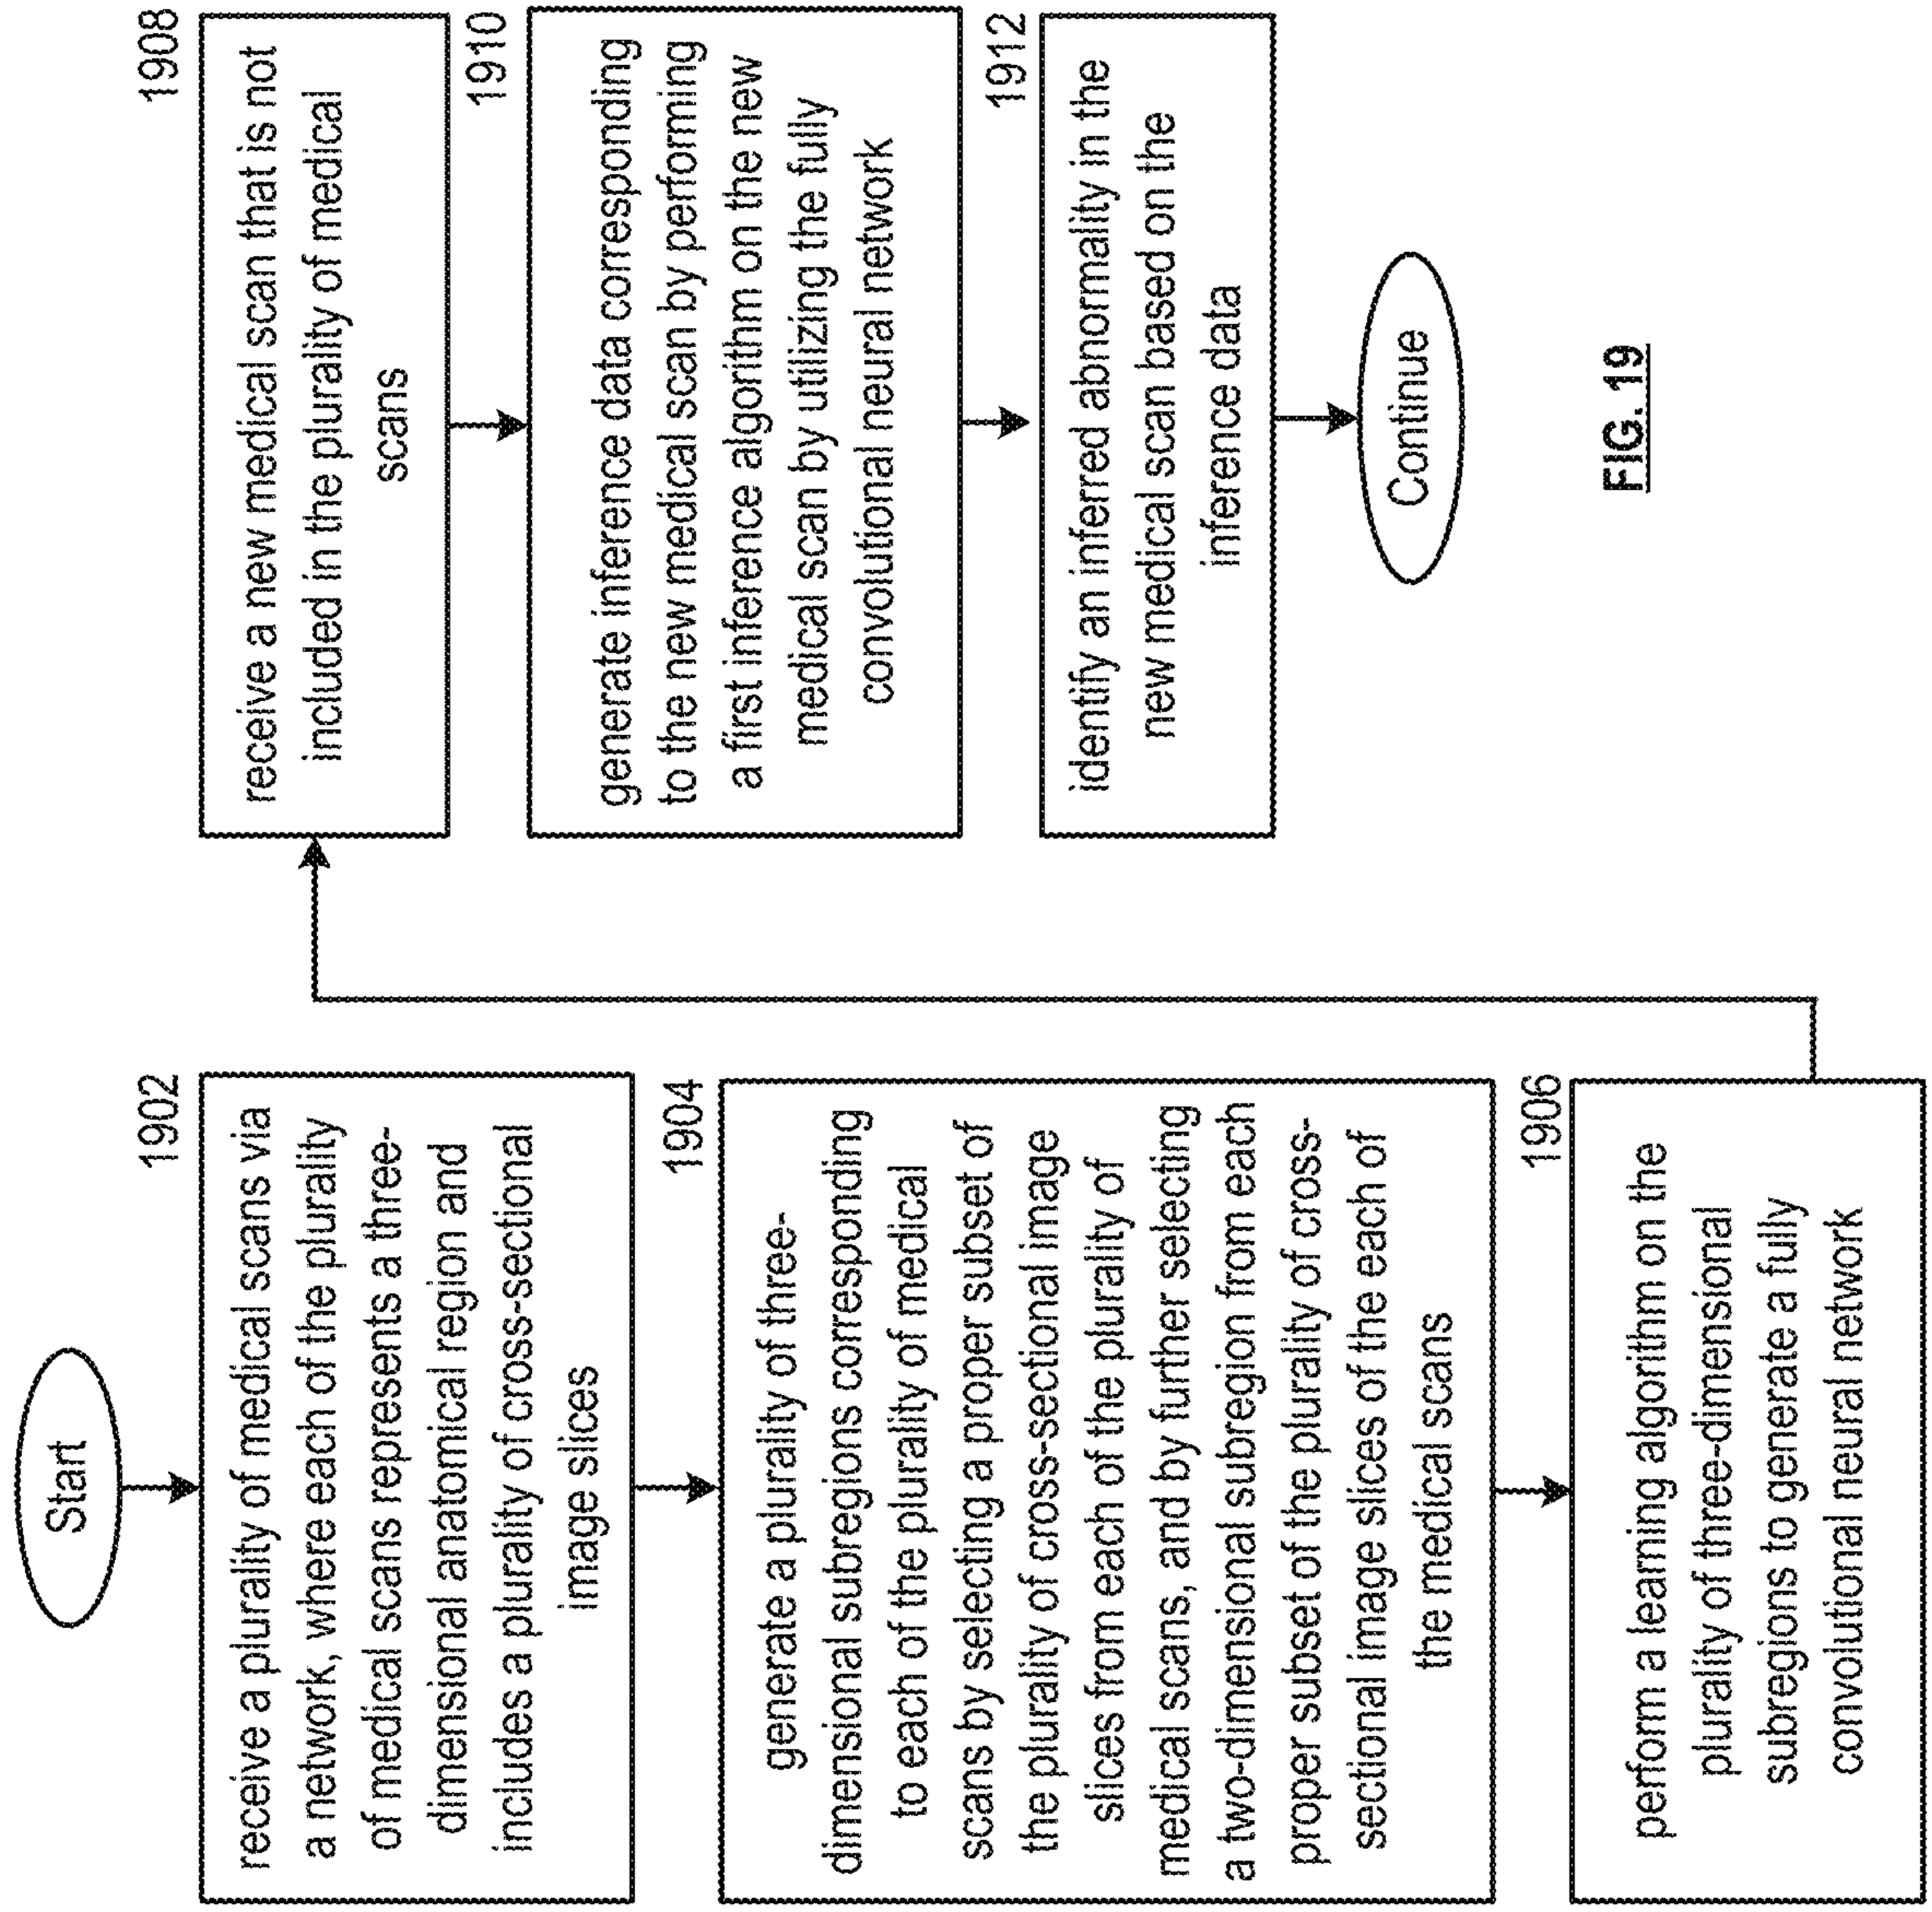 Start
1902
receive a plurality of medical scans via
a network, where each of the plurality
of medical scans represents a three-
dimensional anatomical region and
includes a plurality of cross-sectional
image slices
1904
generate a plurality of three-
dimensional subregions corresponding
to each of the plurality of medical
scans by selecting a proper subset of
the plurality of cross-sectional image
slices from each of the plurality of
medical scans, and by further selecting
a two-dimensional subregion from each
proper subset of the plurality of cross-
sectional image slices of the each of
the medical scans
1906
perform a learning algorithm on the
plurality of three-dimensional
subregions to generate a fully
convolutional neural network
1908
receive a new medical scan that is not
included in the plurality of medical
scans
1910
generate inference data corresponding
to the new medical scan by performing
a first inference algorithm on the new
medical scan by utilizing the fully
convolutional neural network
1912
identify an inferred abnormality in the
new medical scan based on the
inference data
Continue
FIG. 19